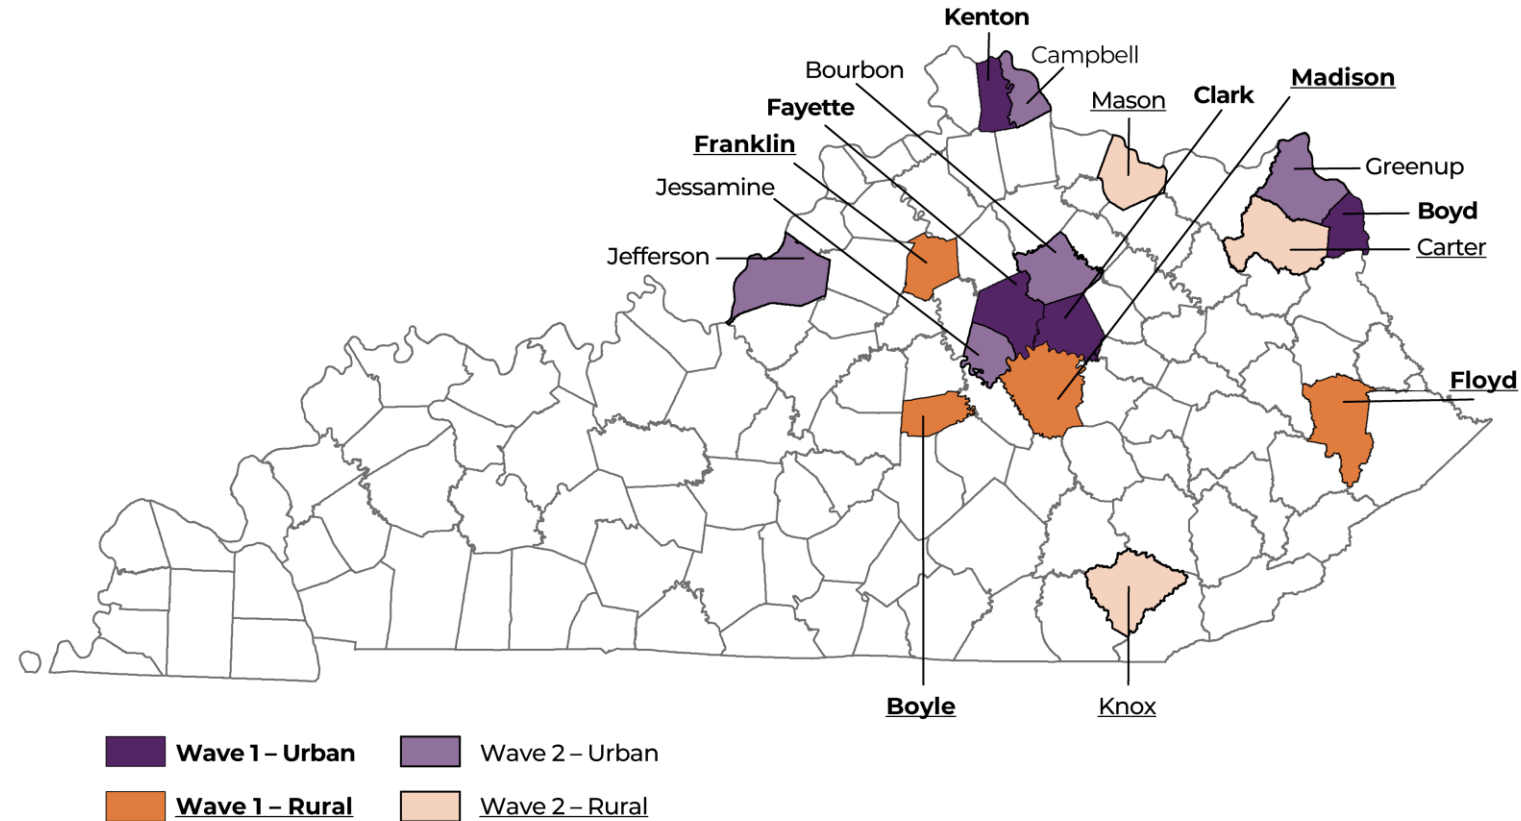 Kenton
Campbell
Bourbon
Madison
Clark
Mason
Fayette
Franklin
Greenup
Jessamine
Boyd
Carter
Jefferson
Floyd
Boyle
Knox
Wave 1 – Urban
Wave 2 – Urban
Wave 1 – Rural
Wave 2 – Rural